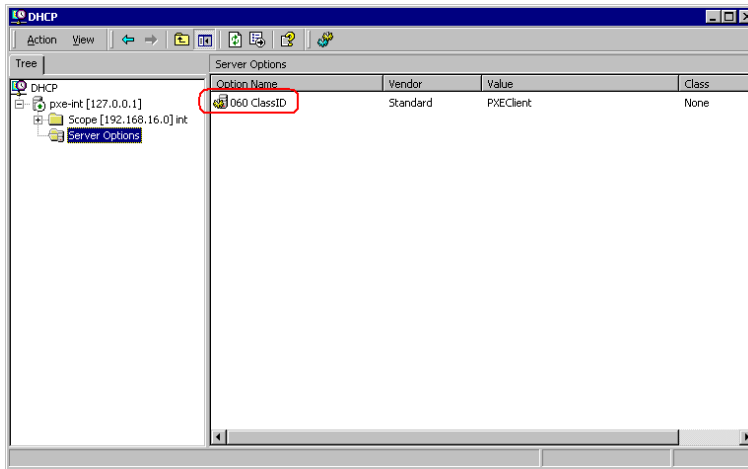 DHCP
Action View
Tree
Server Options
DHCP
pxe-int [127.0.0.1]
Scope [192.168.16.0] int
Server Options
Option Name Vendor Value Class
060 ClassID Standard PXEClient None